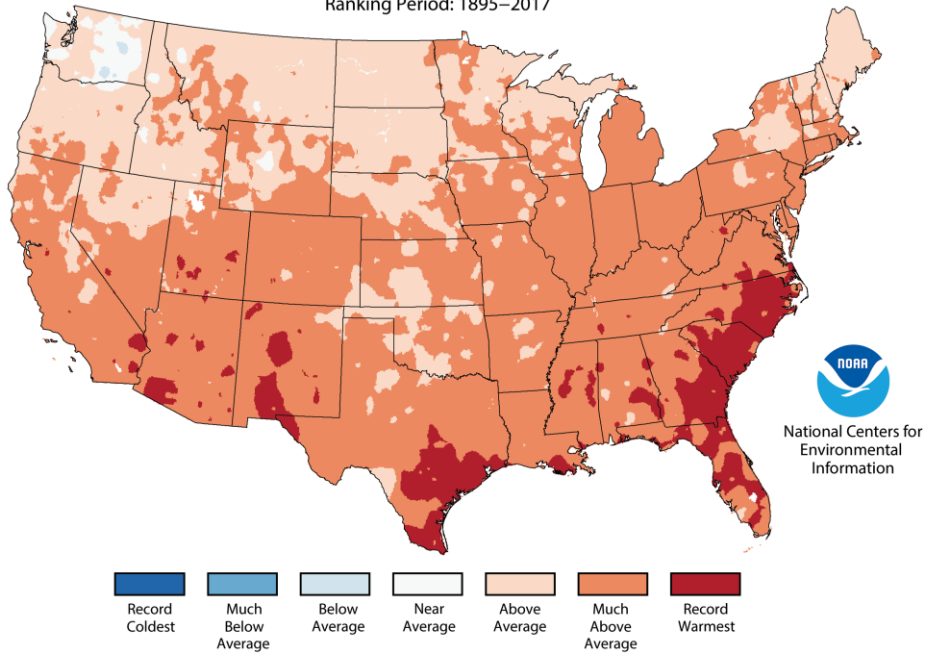 Ranking Period: 1895–2017
NOAA
National Centers for
Environmental
Information
Record
Coldest
Much
Below
Average
Below
Average
Near
Average
Above
Average
Much
Above
Average
Record
Warmest